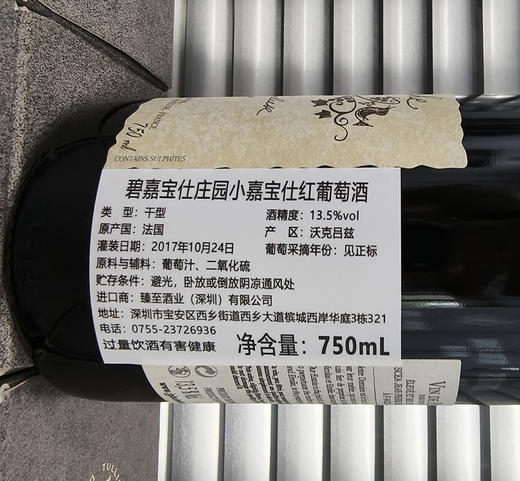 碧嘉宝仕庄园小嘉宝仕红葡萄酒
类 型：干型 酒精度：13.5%vol
原产国：法国 产 区：沃克吕兹
灌装日期：2017年10月24日 葡萄采摘年份：见正标
原料与辅料：葡萄汁、二氧化硫
贮存条件：避光，卧放或倒放阴凉通风处
进口商：臻至酒业（深圳）有限公司
地址：深圳市宝安区西乡街道西乡大道槟城西岸华庭3栋321
电话：0755-23726936
过量饮酒有害健康 净含量：750mL
750 ml
CONTAINS SULPHITES